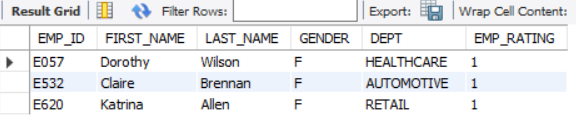 Result Grid Filter Rows: Export: Wrap Cell Content:
EMP_ID FIRST_NAME LAST_NAME GENDER DEPT EMP_RATING
E057 Dorothy Wilson F HEALTHCARE 1
E532 Claire Brennan F AUTOMOTIVE 1
E620 Katrina Allen F RETAIL 1